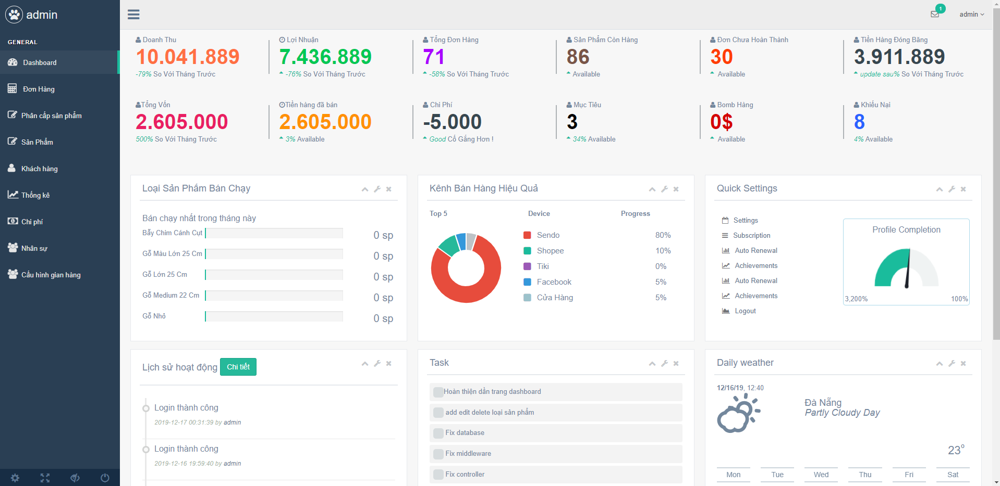 admin
GENERAL
Dashboard
Đơn Hàng
Phân cấp sản phẩm
Sản Phẩm
Khách hàng
Thống kê
Chi phí
Nhân sự
Cấu hình gian hàng
1
admin
Doanh Thu
10.041.889
-79% So Với Tháng Trước
Lợi Nhuận
7.436.889
-76% So Với Tháng Trước
Tổng Đơn Hàng
71
-58% So Với Tháng Trước
Sản Phẩm Còn Hàng
86
Available
Đơn Chưa Hoàn Thành
30
Available
Tiền Hàng Đóng Băng
3.911.889
update sau% So Với Tháng Trước
Tổng Vốn
2.605.000
500% So Với Tháng Trước
Tiền hàng đã bán
2.605.000
3% Available
Chi Phí
-5.000
Good Cố Gắng Hơn !
Mục Tiêu
3
34% Available
Bomb Hàng
0$
Available
Khiếu Nại
8
4% Available
Loại Sản Phẩm Bán Chạy
Bán chạy nhất trong tháng này
Bẫy Chim Cánh Cụt 0 sp
Gỗ Màu Lớn 25 Cm 0 sp
Gỗ Lớn 25 Cm 0 sp
Gỗ Medium 22 Cm 0 sp
Gỗ Nhỏ 0 sp
Kênh Bán Hàng Hiệu Quả
Top 5 Device Progress
Sendo 80%
Shopee 10%
Tiki 0%
Facebook 5%
Cửa Hàng 5%
Quick Settings
Settings
Subscription
Auto Renewal
Achievements
Auto Renewal
Achievements
Logout
Profile Completion
3,200% 100%
Lịch sử hoạt động Chi tiết
Login thành công
2019-12-17 00:31:39 by admin
Login thành công
2019-12-16 19:59:40 by admin
Task
Hoàn thiện dần trang dashboard
add edit delete loại sản phẩm
Fix database
Fix middleware
Fix controller
Daily weather
12/16/19, 12:40
Đà Nẵng
Partly Cloudy Day
23º
Mon Tue Wed Thu Fri Sat